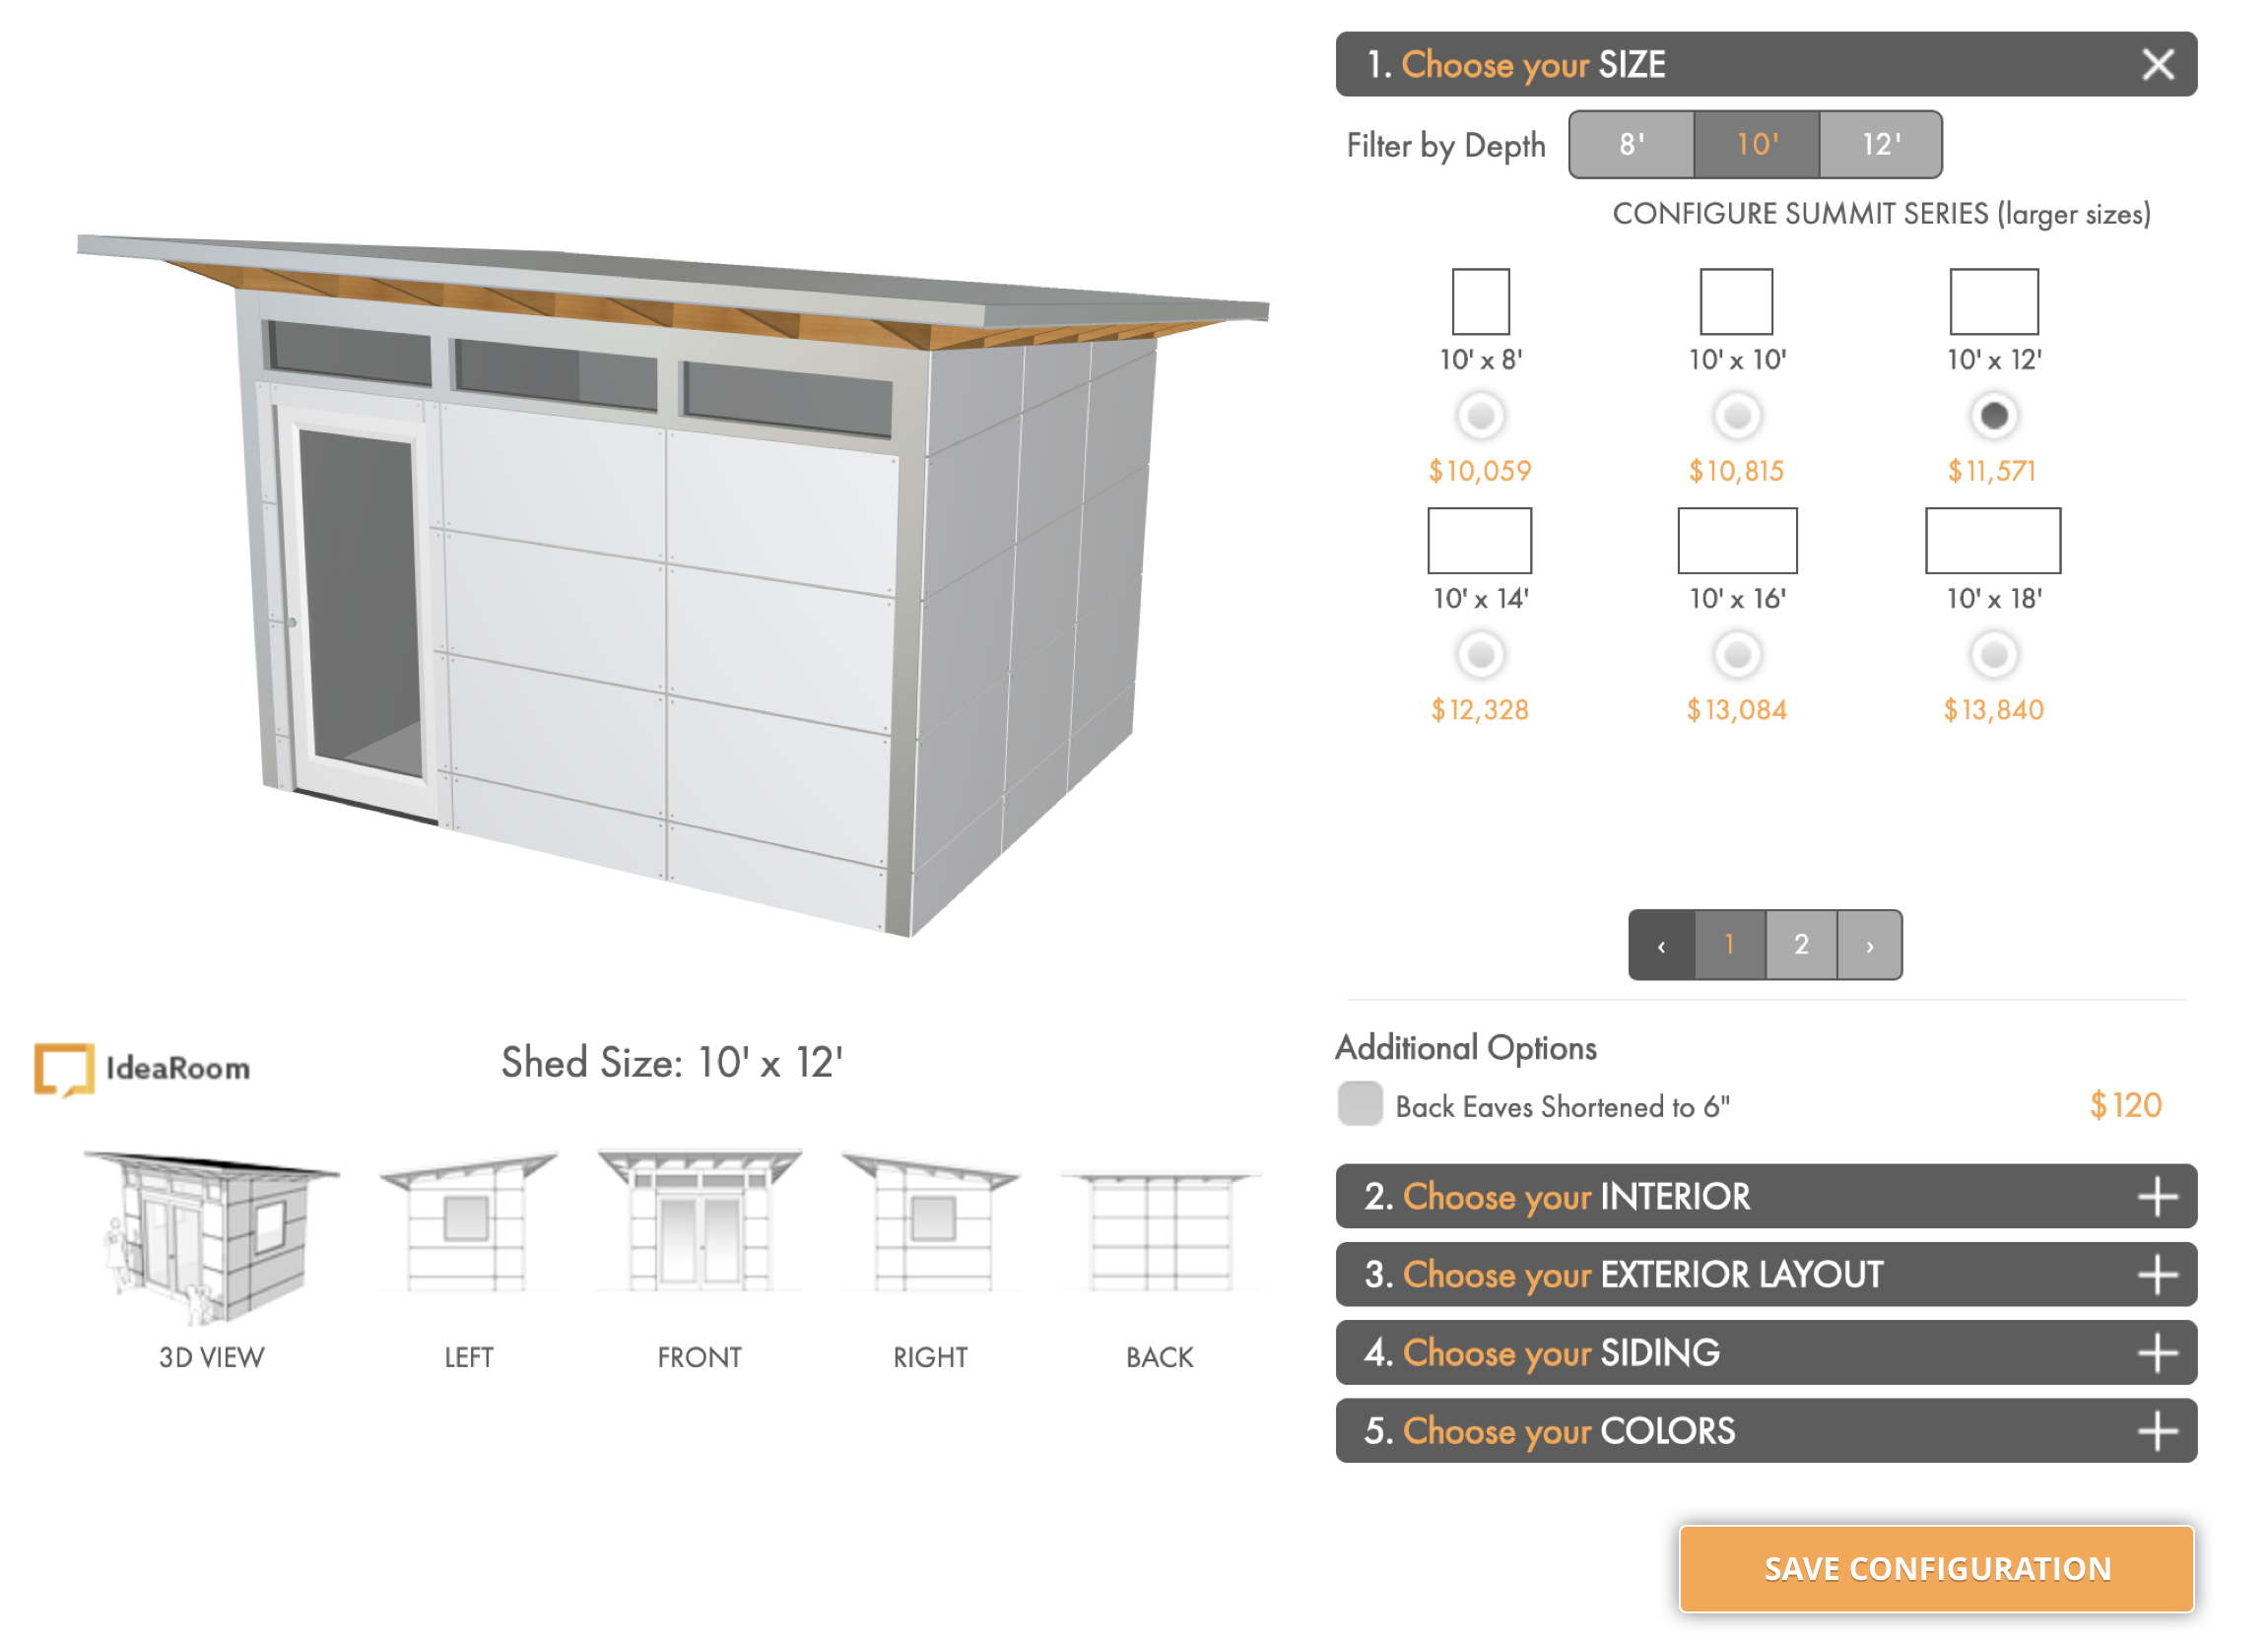 1. Choose your SIZE
Filter by Depth 8' 10' 12'
CONFIGURE SUMMIT SERIES (larger sizes)
10' x 8' 10' x 10' 10' x 12'
$10,059 $10,815 $11,571
10' x 14' 10' x 16' 10' x 18'
$12,328 $13,084 $13,840
‹ 1 2 ›
IdeaRoom
Shed Size: 10' x 12'
3D VIEW LEFT FRONT RIGHT BACK
Additional Options
Back Eaves Shortened to 6" $120
2. Choose your INTERIOR
3. Choose your EXTERIOR LAYOUT
4. Choose your SIDING
5. Choose your COLORS
SAVE CONFIGURATION